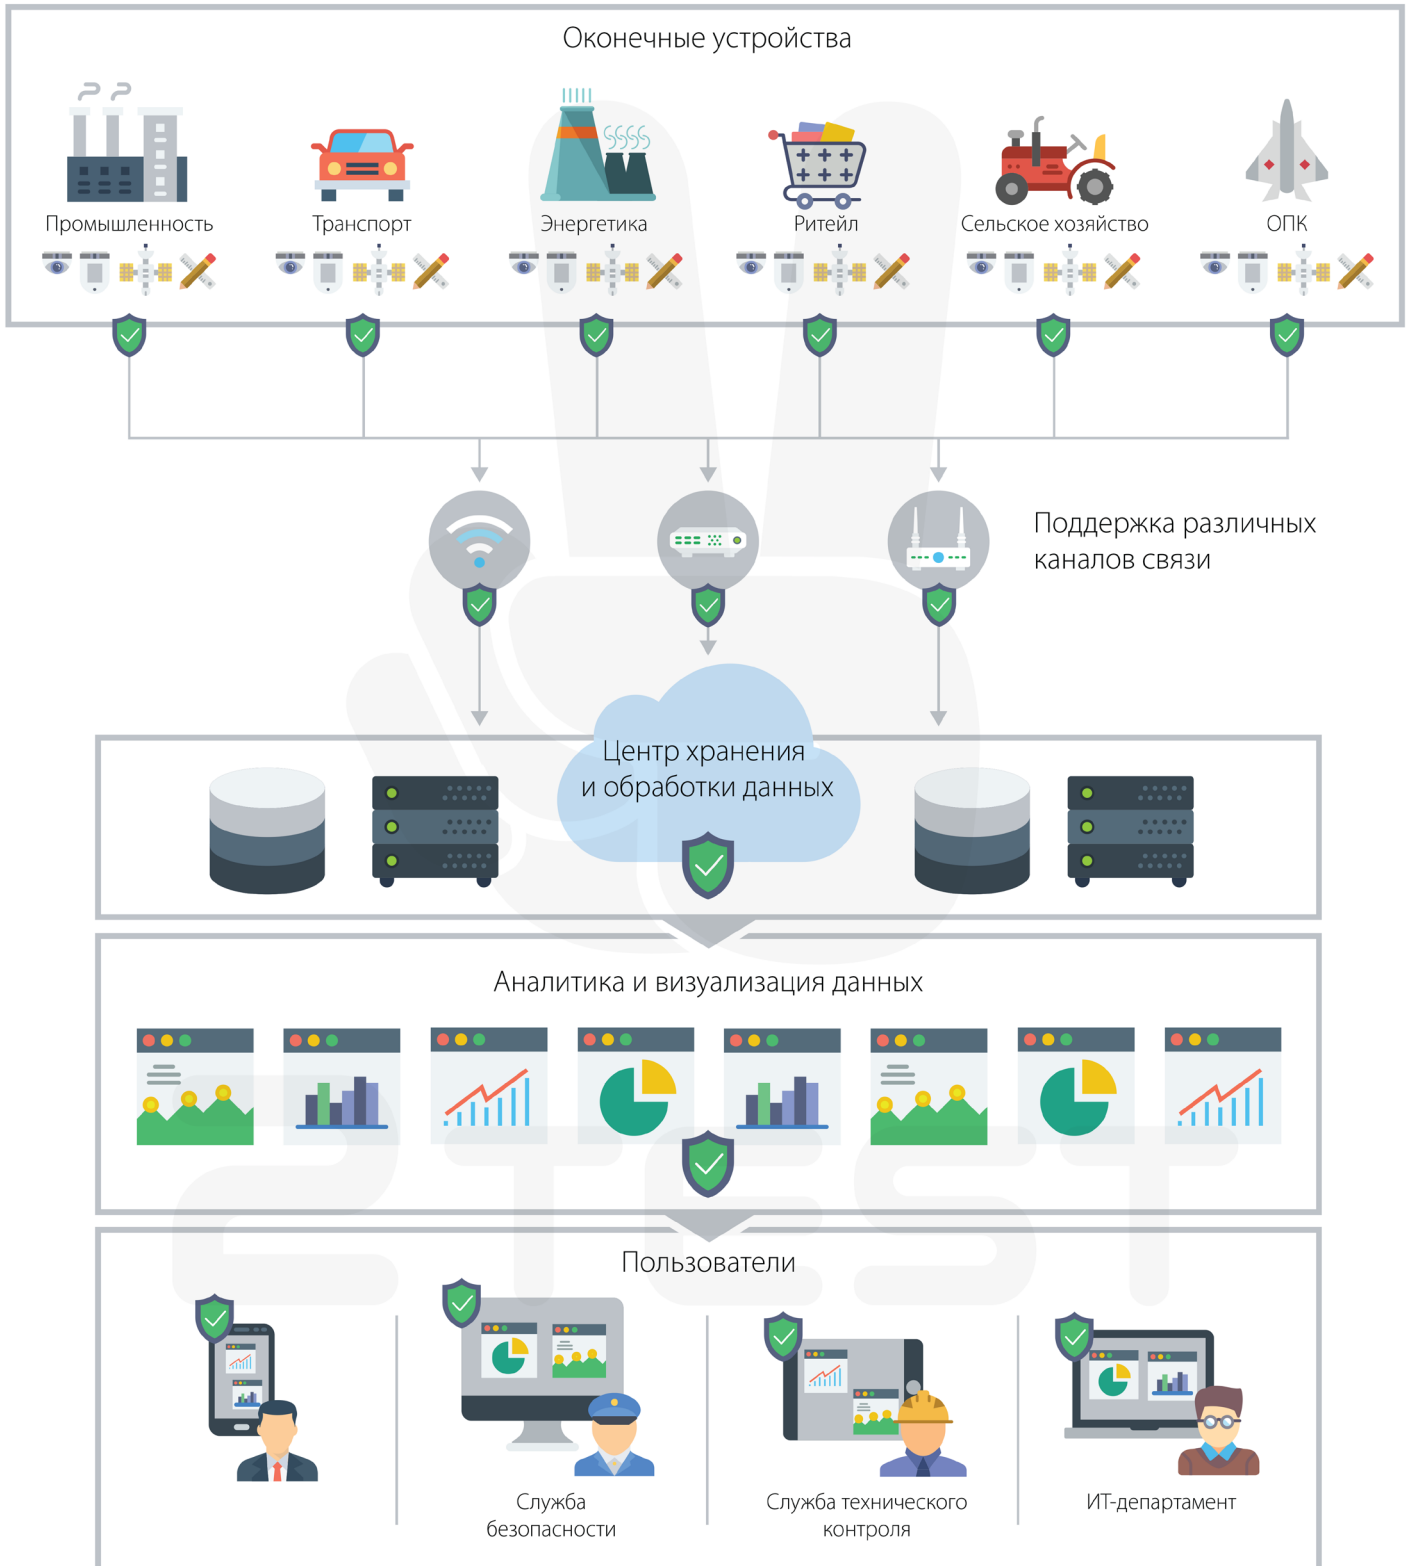 Оконечные устройства
Промышленность
Транспорт
Энергетика
Ритейл
Сельское хозяйство
ОПК
Поддержка различных
каналов связи
Центр хранения
и обработки данных
Аналитика и визуализация данных
2TEST
Пользователи
Служба
безопасности
Служба технического
контроля
ИТ-департамент